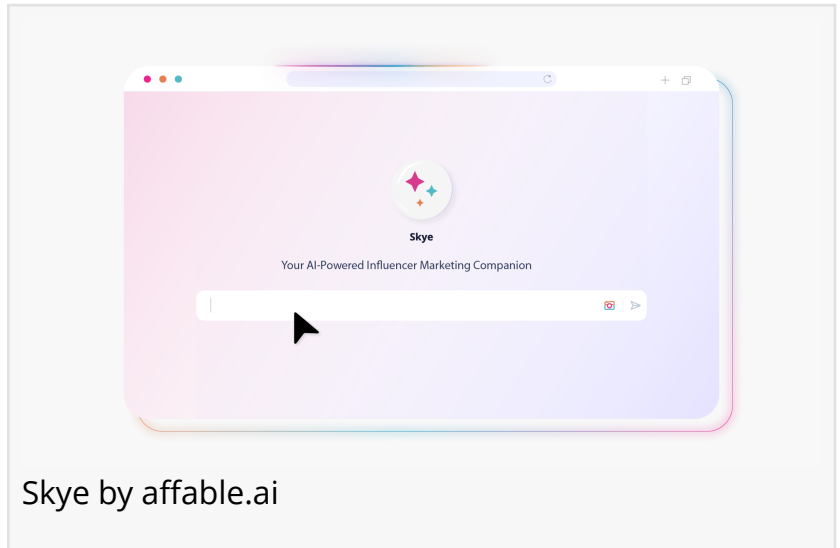 Skye
Your AI-Powered Influencer Marketing Companion
Skye by affable.ai